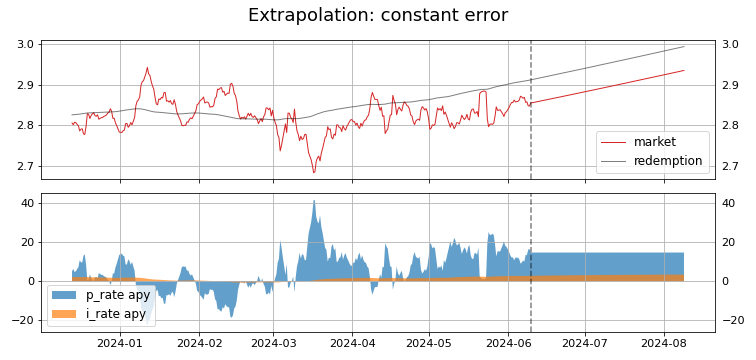 Extrapolation: constant error
3.0 3.0
2.9 2.9
2.8 2.8
2.7 2.7
market
redemption
40 40
20 20
0 0
−20 −20
p_rate apy
i_rate apy
2024-01 2024-02 2024-03 2024-04 2024-05 2024-06 2024-07 2024-08